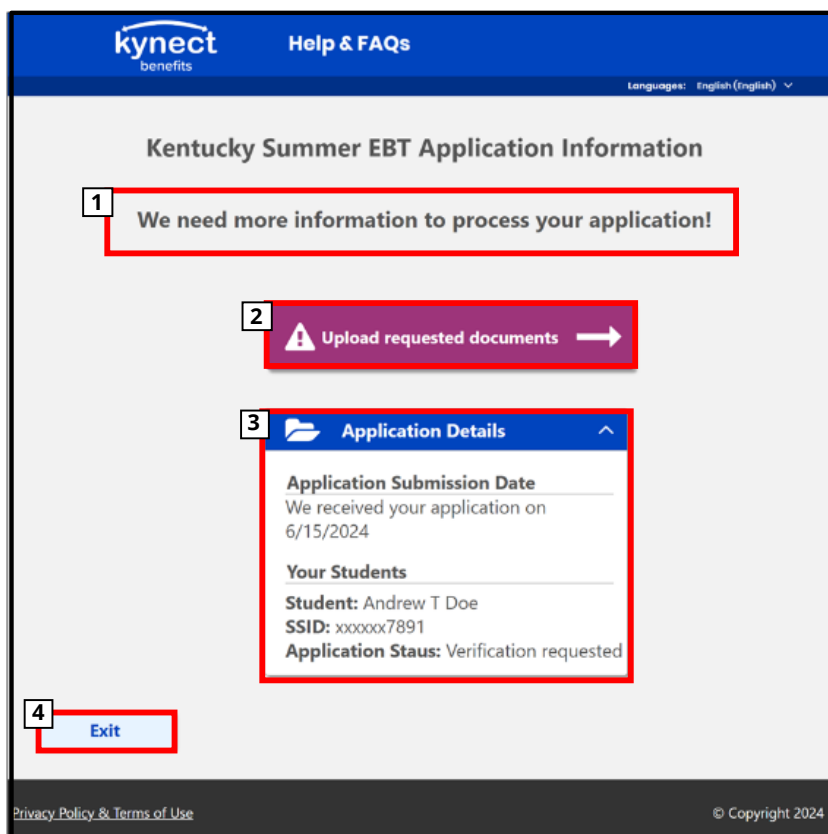 kynect
benefits
Help & FAQs
Languages: English (English)
Kentucky Summer EBT Application Information
1
We need more information to process your application!
2
Upload requested documents
3
Application Details
Application Submission Date
We received your application on
6/15/2024
Your Students
Student: Andrew T Doe
SSID: xxxxxx7891
Application Staus: Verification requested
4
Exit
Privacy Policy & Terms of Use
© Copyright 2024